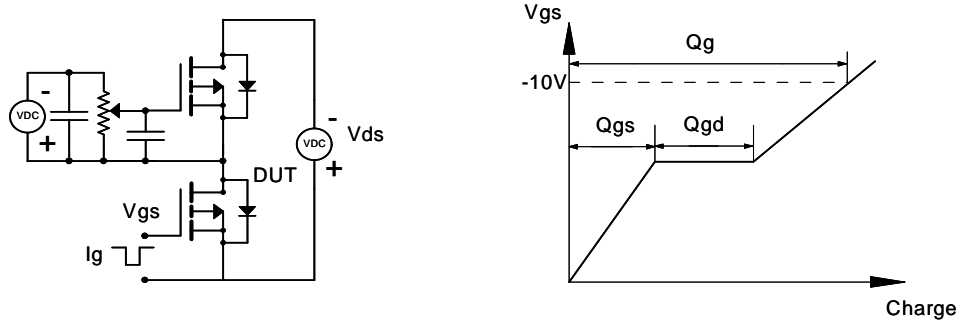 VDC
-
+
VDC
-
+
Vds
DUT
Vgs
Ig
Vgs
-10V
Qg
Qgs
Qgd
Charge